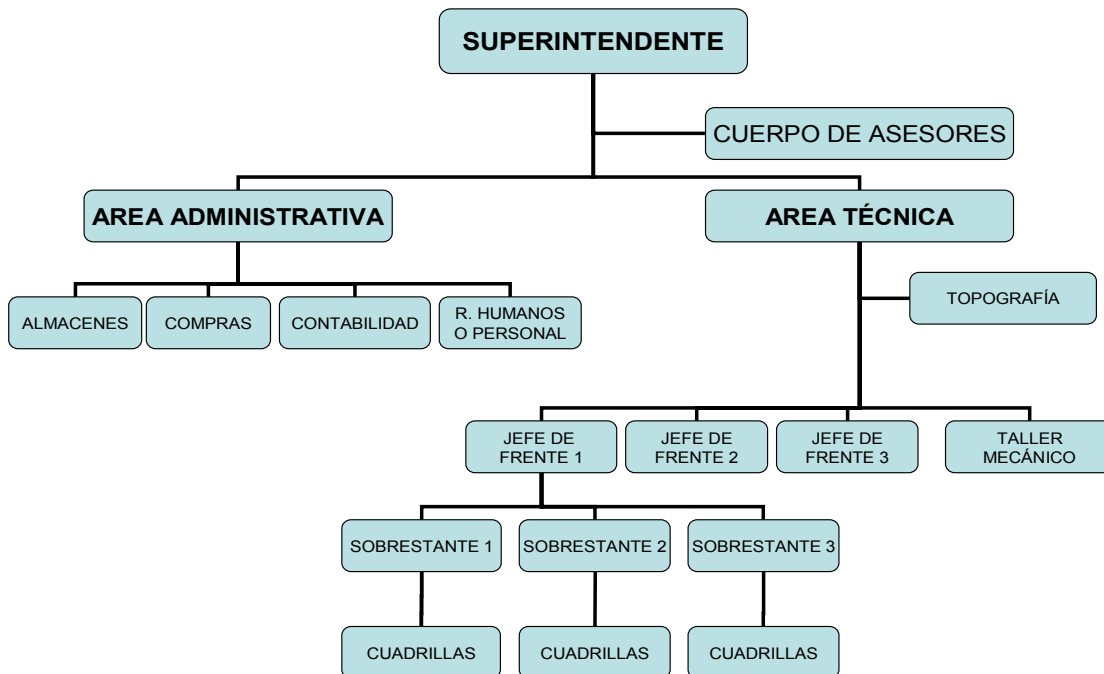 SUPERINTENDENTE
CUERPO DE ASESORES
AREA ADMINISTRATIVA
AREA TÉCNICA
ALMACENES
COMPRAS
CONTABILIDAD
R. HUMANOS
O PERSONAL
TOPOGRAFÍA
JEFE DE
FRENTE 1
JEFE DE
FRENTE 2
JEFE DE
FRENTE 3
TALLER
MECÁNICO
SOBRESTANTE 1
SOBRESTANTE 2
SOBRESTANTE 3
CUADRILLAS
CUADRILLAS
CUADRILLAS